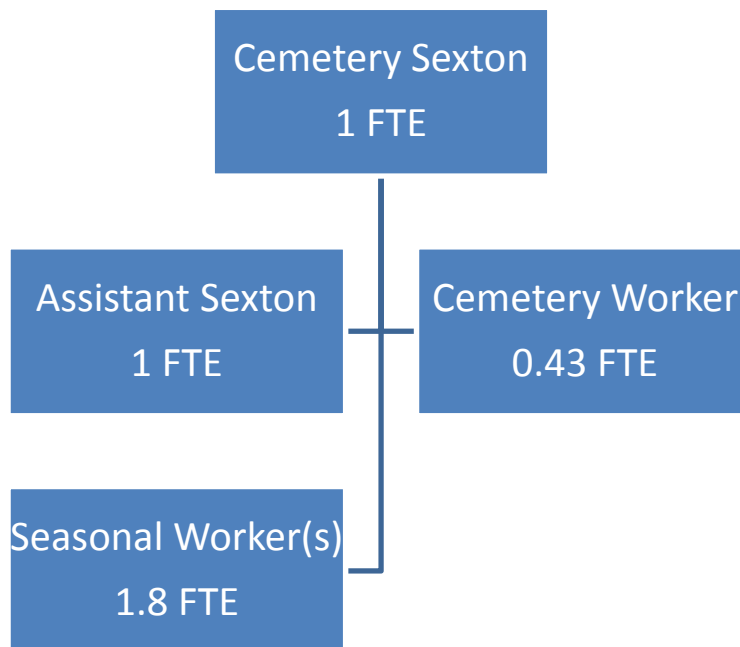 Cemetery Sexton
1 FTE
Assistant Sexton
1 FTE
Cemetery Worker
0.43 FTE
Seasonal Worker(s)
1.8 FTE